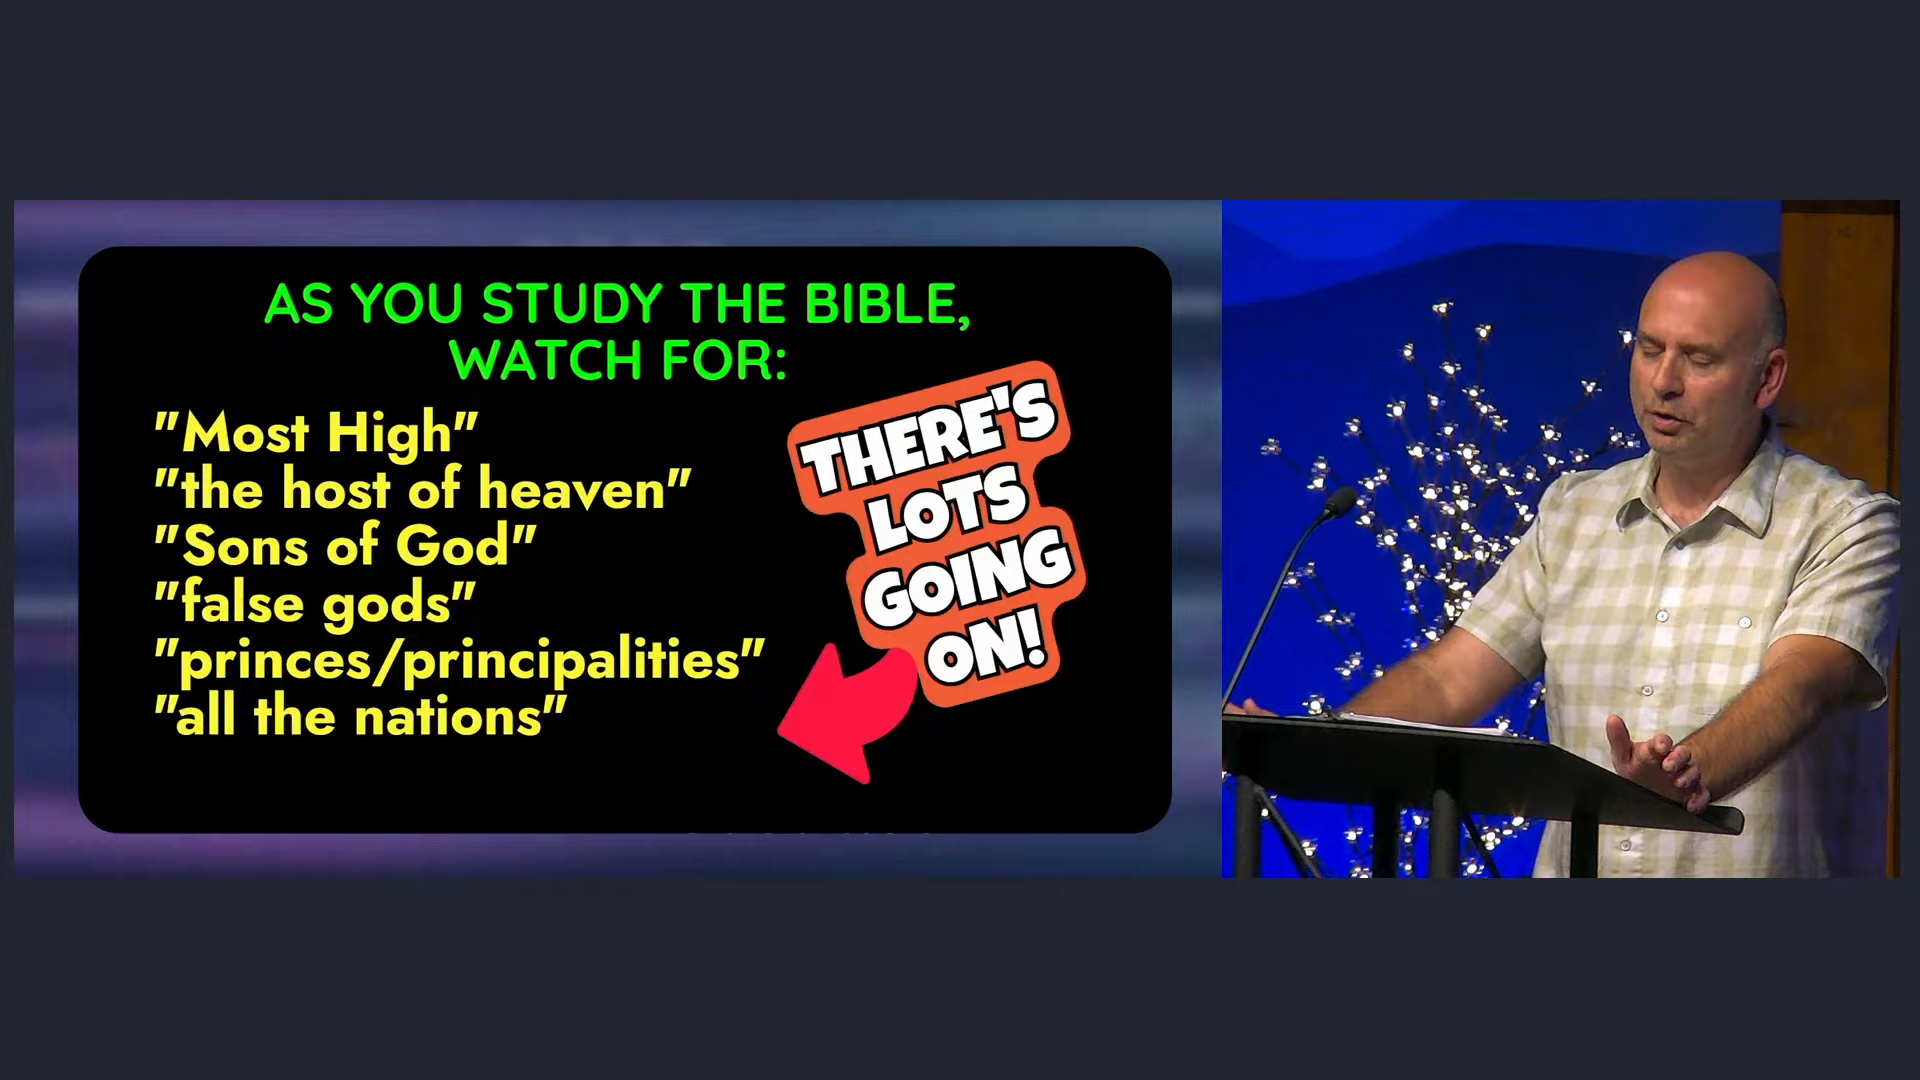 AS YOU STUDY THE BIBLE,
WATCH FOR:
"Most High"
"the host of heaven"
"Sons of God"
"false gods"
"princes/principalities"
"all the nations"
THERE'S
LOTS
GOING
ON!